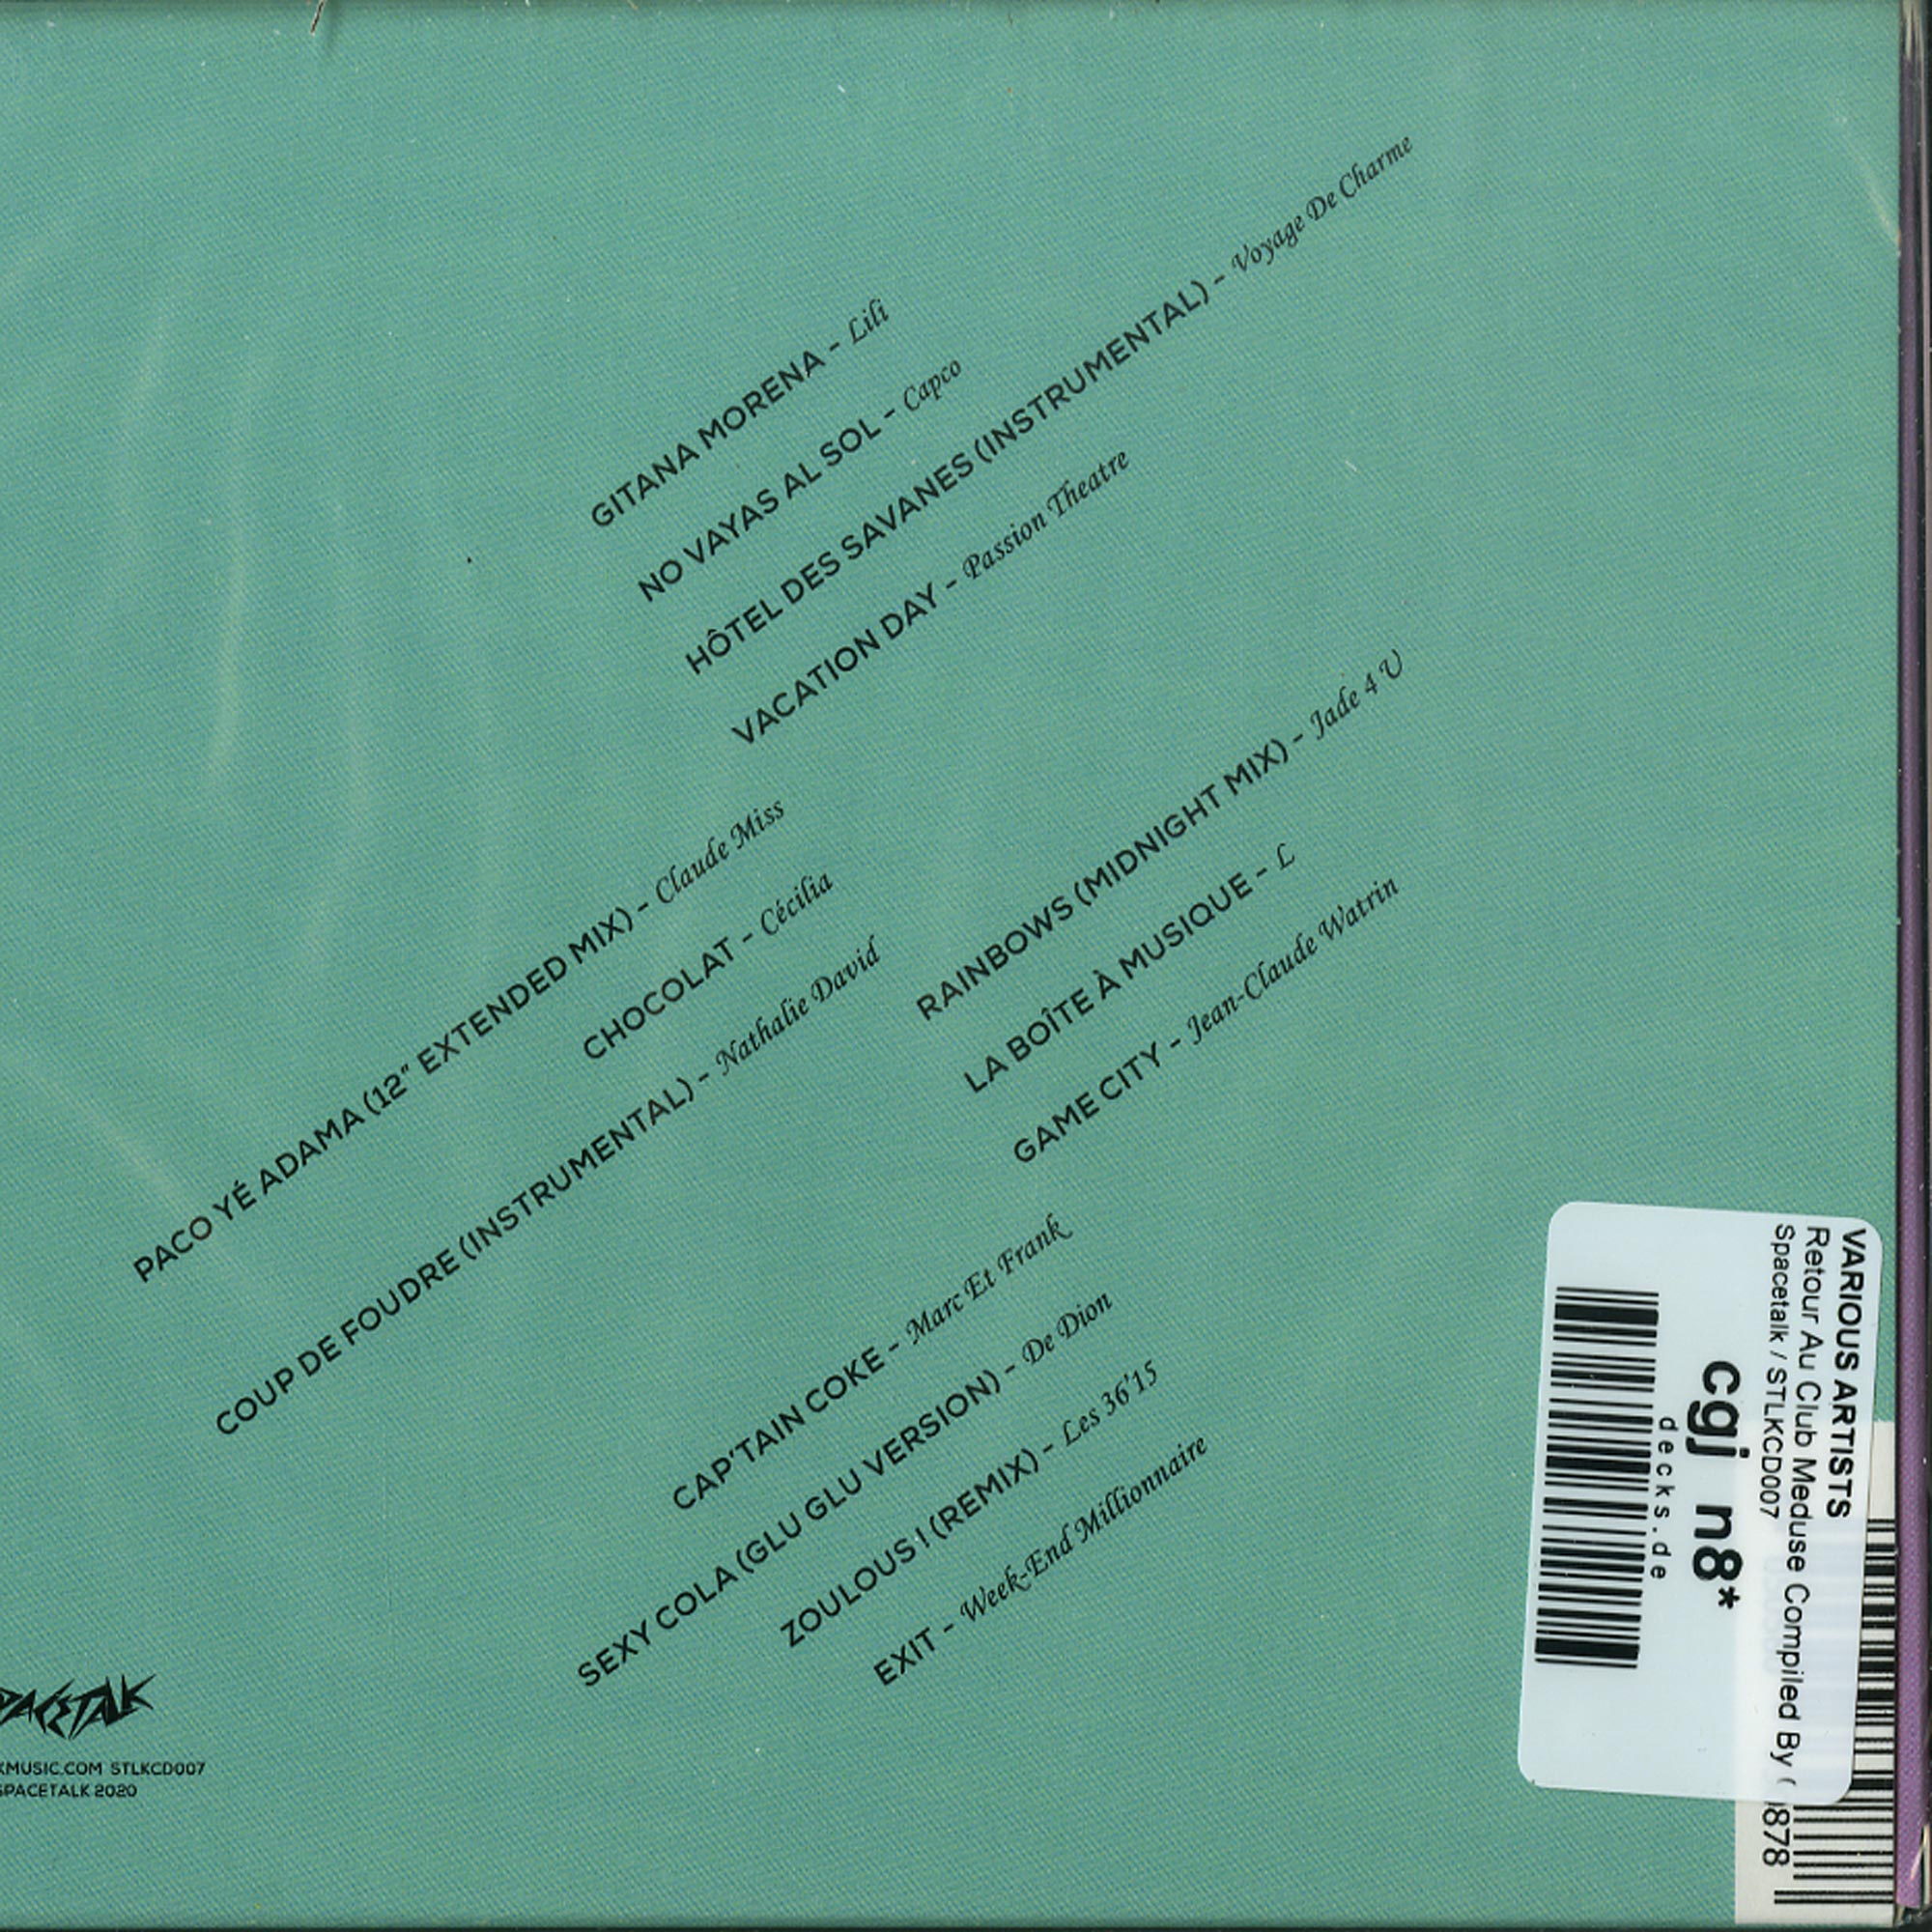 GITANA MORENA - Lili
NO VAYAS AL SOL - Capco
HÔTEL DES SAVANES (INSTRUMENTAL) - Voyage De Charme
VACATION DAY - Passion Theatre
PACO YÉ ADAMA (12" EXTENDED MIX) - Claude Miss
CHOCOLAT - Cécilia
COUP DE FOUDRE (INSTRUMENTAL) - Nathalie David
RAINBOWS (MIDNIGHT MIX) - Jade 4 U
LA BOÎTE À MUSIQUE - L
GAME CITY - Jean-Claude Watrin
CAP'TAIN COKE - Marc Et Frank
SEXY COLA (GLU GLU VERSION) - De Dion
ZOULOUS ! (REMIX) - Les 36'15
EXIT - Week-End Millionnaire
PACETALK
KMUSIC.COM STLKCD007
SPACETALK 2020
VARIOUS ARTISTS
Retour Au Club Meduse Compiled By (
Spacetalk / STLKCD007
cgj n8*
decks.de
878